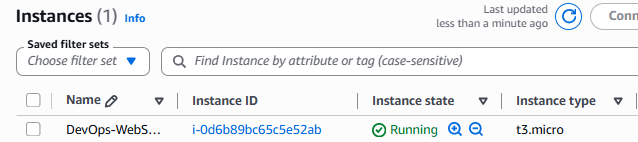 Instances (1) Info
Last updated
less than a minute ago
Conn
Saved filter sets
Choose filter set
Find Instance by attribute or tag (case-sensitive)
Name Instance ID Instance state Instance type
DevOps-WebS... i-0d6b89bc65c5e52ab Running t3.micro